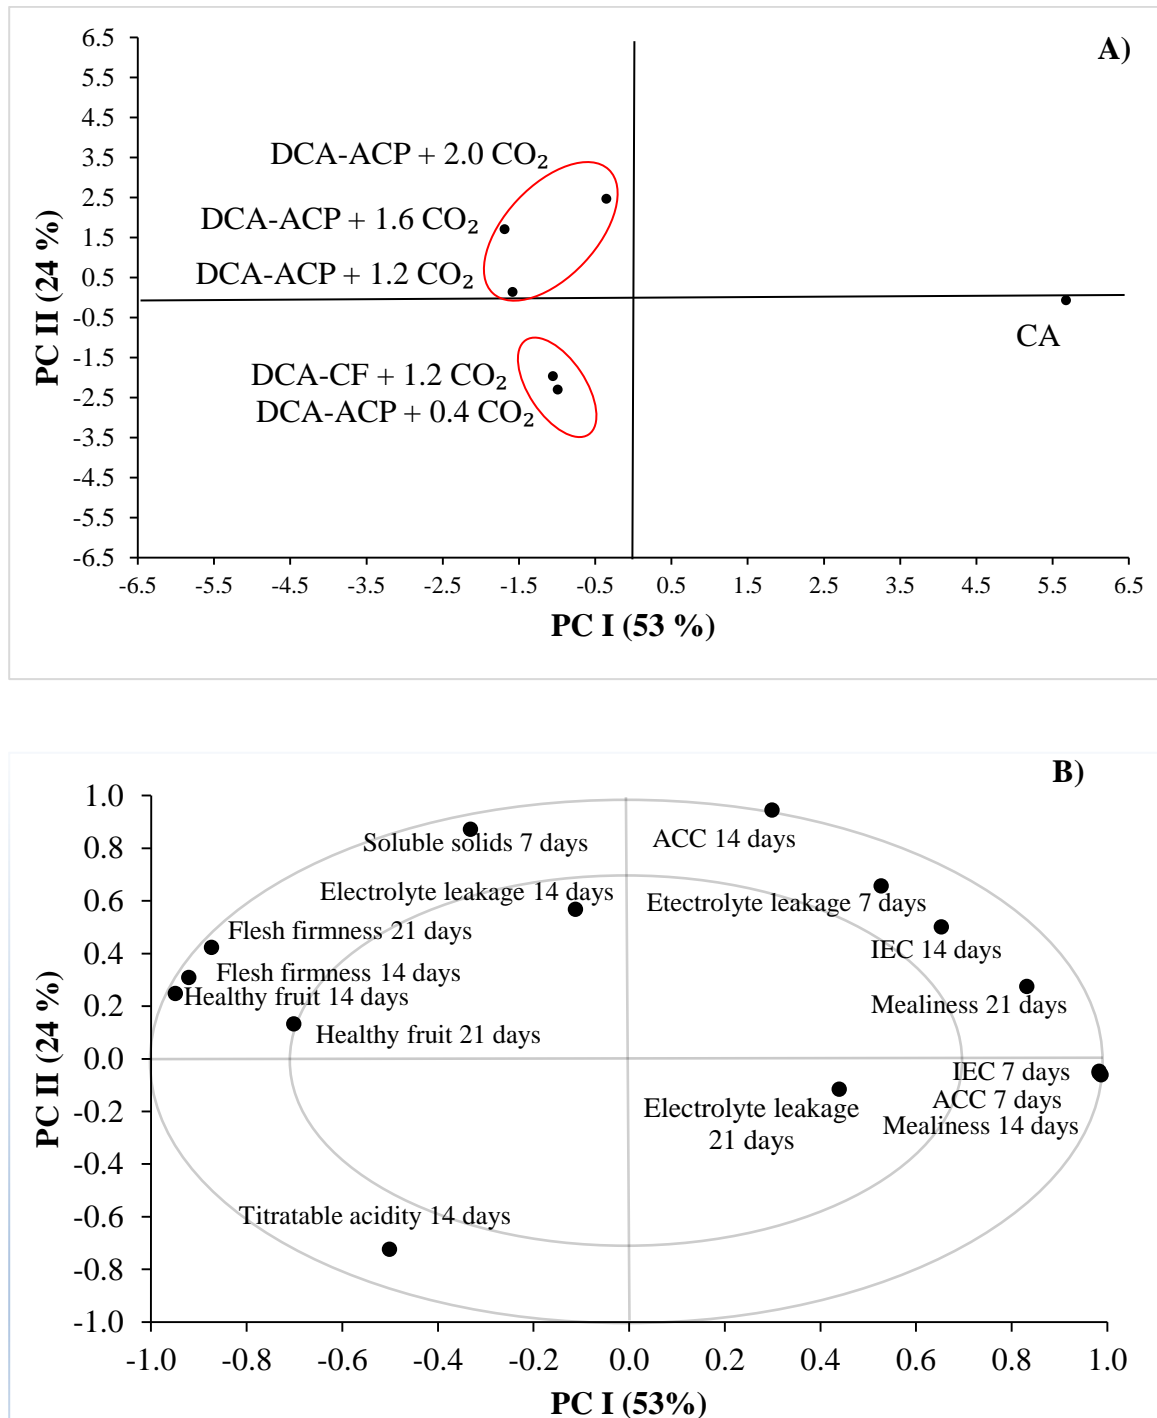 A)
6.5
5.5
4.5
3.5
2.5
1.5
0.5
-0.5
-1.5
-2.5
-3.5
-4.5
-5.5
-6.5
PC II (24 %)
DCA-ACP + 2.0 CO₂
DCA-ACP + 1.6 CO₂
DCA-ACP + 1.2 CO₂
CA
DCA-CF + 1.2 CO₂
DCA-ACP + 0.4 CO₂
-6.5 -5.5 -4.5 -3.5 -2.5 -1.5 -0.5 0.5 1.5 2.5 3.5 4.5 5.5 6.5
PC I (53 %)
B)
1.0
0.8
0.6
0.4
0.2
0.0
-0.2
-0.4
-0.6
-0.8
-1.0
PC II (24 %)
ACC 14 days
Soluble solids 7 days
Electrolyte leakage 14 days
Etectrolyte leakage 7 days
Flesh firmness 21 days
IEC 14 days
Flesh firmness 14 days
Healthy fruit 14 days
Mealiness 21 days
Healthy fruit 21 days
IEC 7 days
ACC 7 days
Mealiness 14 days
Electrolyte leakage
21 days
Titratable acidity 14 days
-1.0 -0.8 -0.6 -0.4 -0.2 0.0 0.2 0.4 0.6 0.8 1.0
PC I (53%)